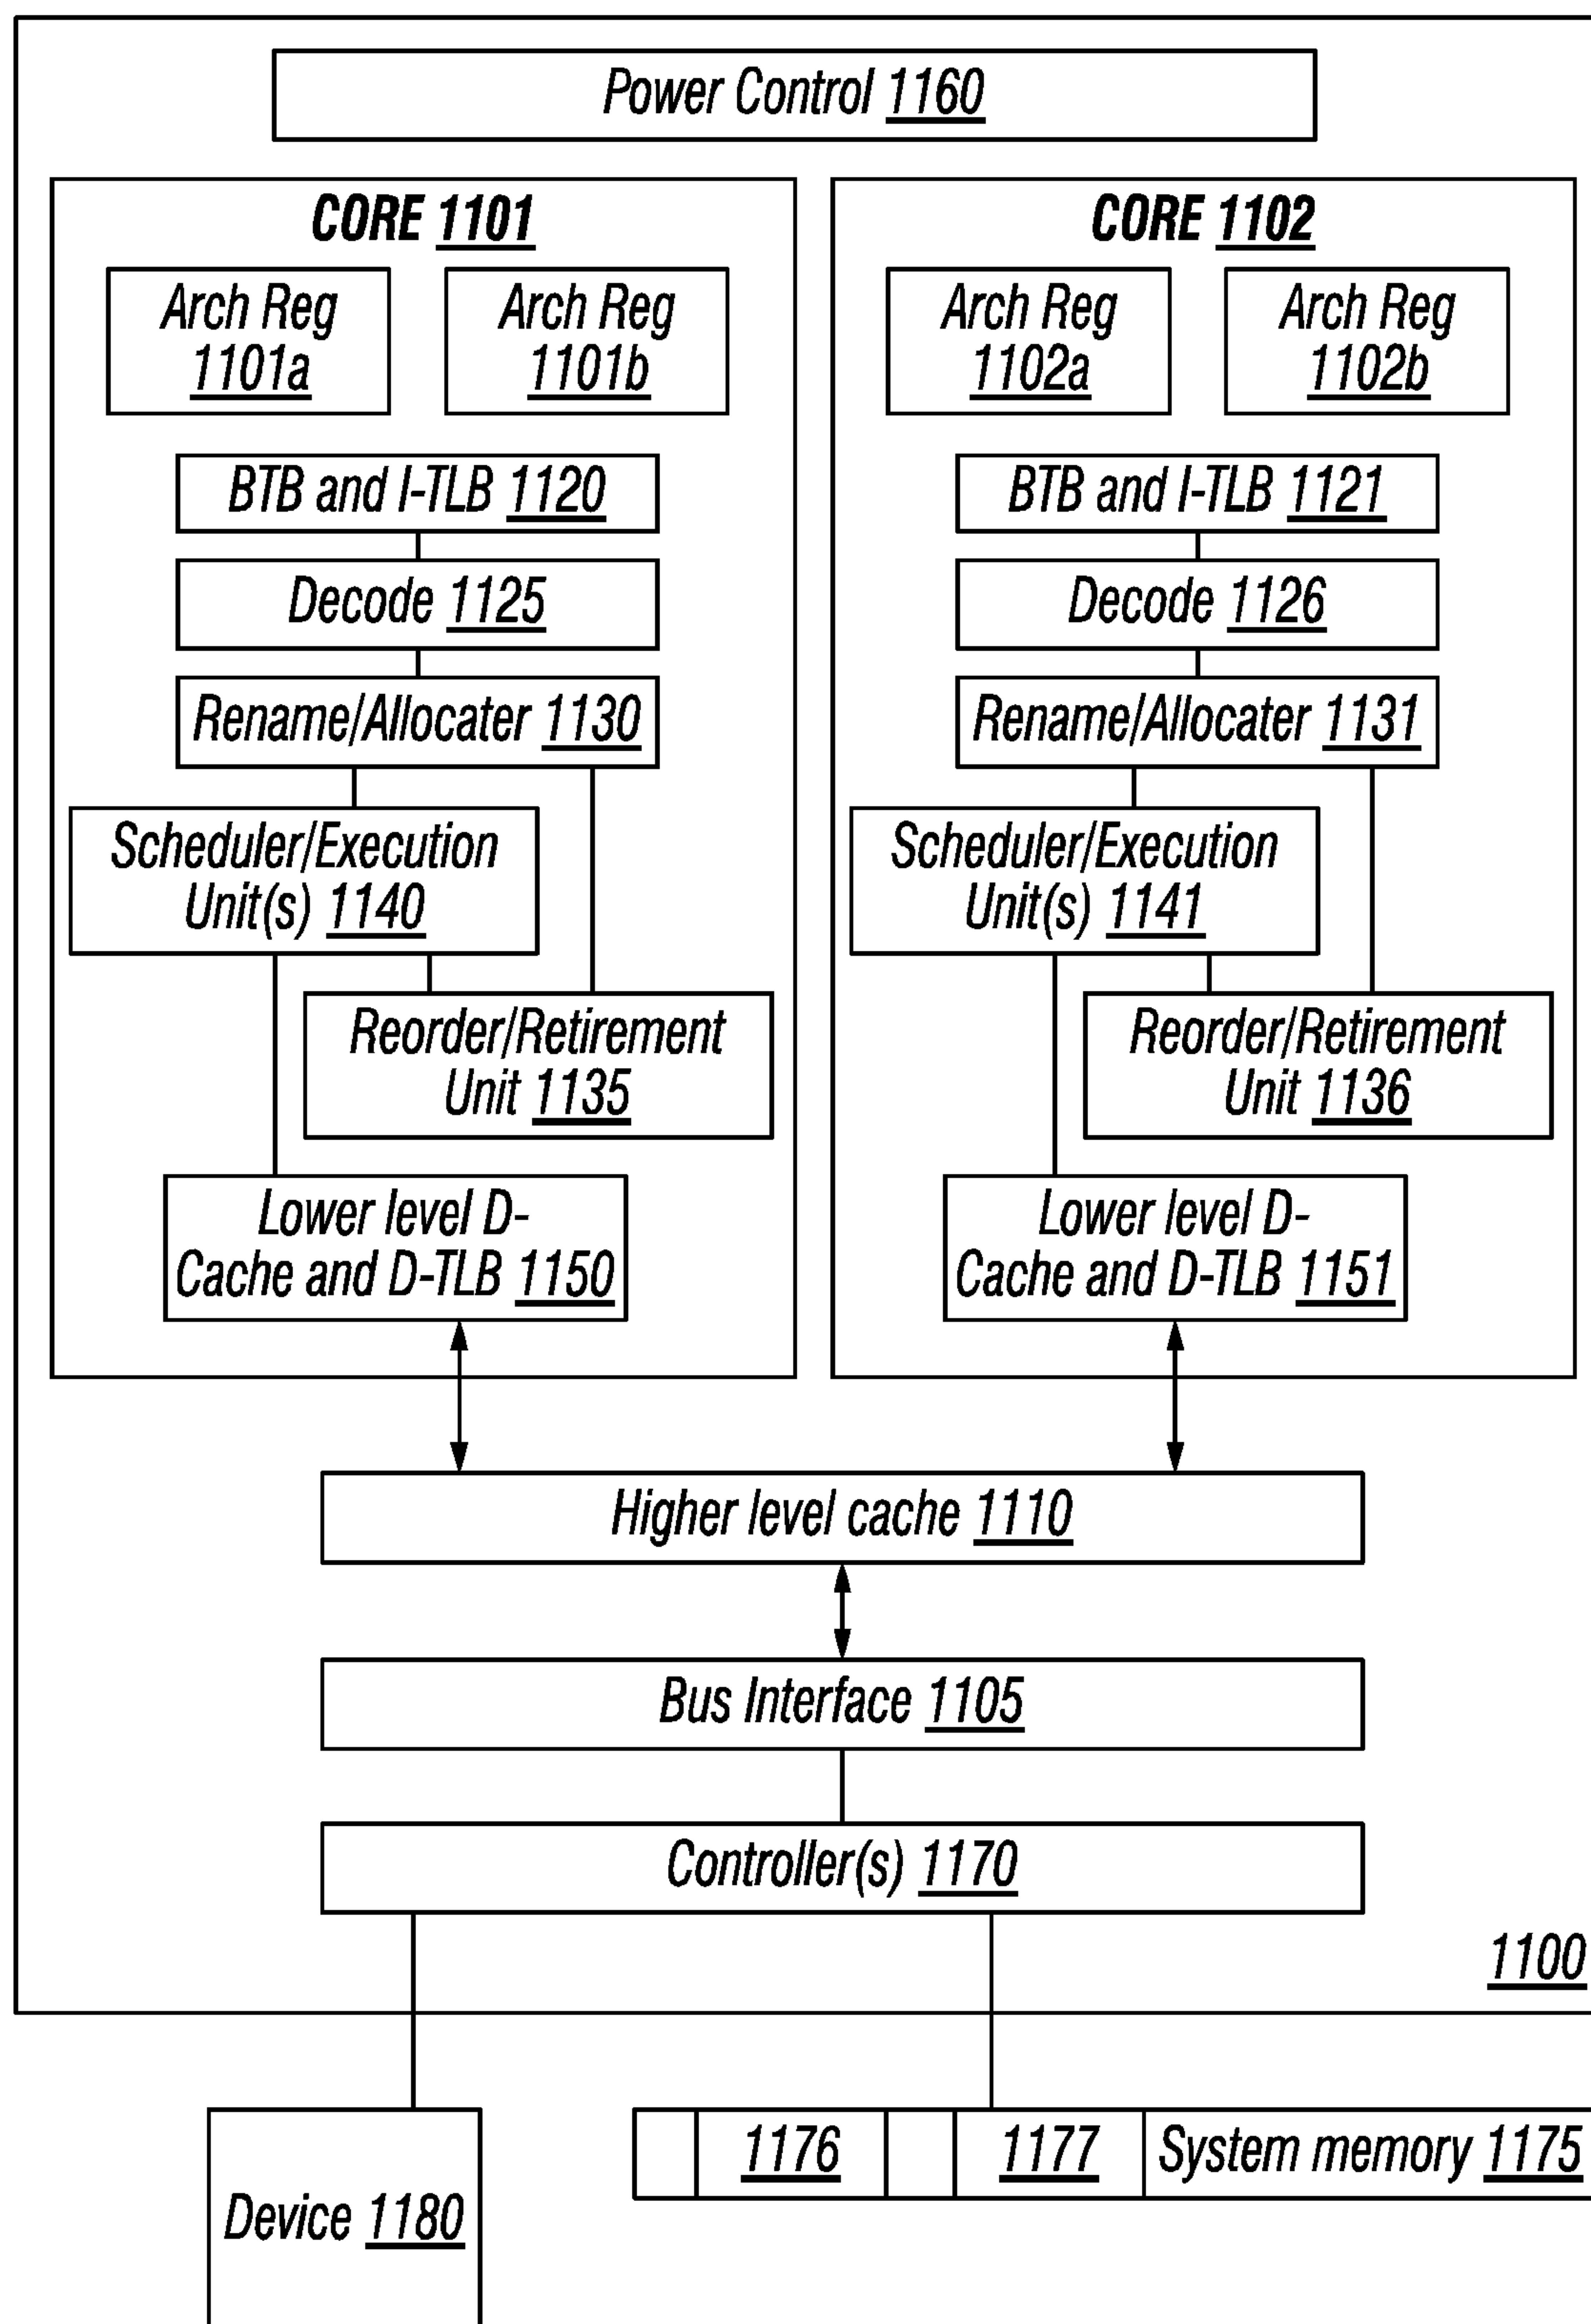 Power Control 1160
CORE 1101
Arch Reg
1101a
Arch Reg
1101b
BTB and I-TLB 1120
Decode 1125
Rename/Allocater 1130
Scheduler/Execution
Unit(s) 1140
Reorder/Retirement
Unit 1135
Lower level D-
Cache and D-TLB 1150
CORE 1102
Arch Reg
1102a
Arch Reg
1102b
BTB and I-TLB 1121
Decode 1126
Rename/Allocater 1131
Scheduler/Execution
Unit(s) 1141
Reorder/Retirement
Unit 1136
Lower level D-
Cache and D-TLB 1151
Higher level cache 1110
Bus Interface 1105
Controller(s) 1170
1100
Device 1180
1176
1177
System memory 1175